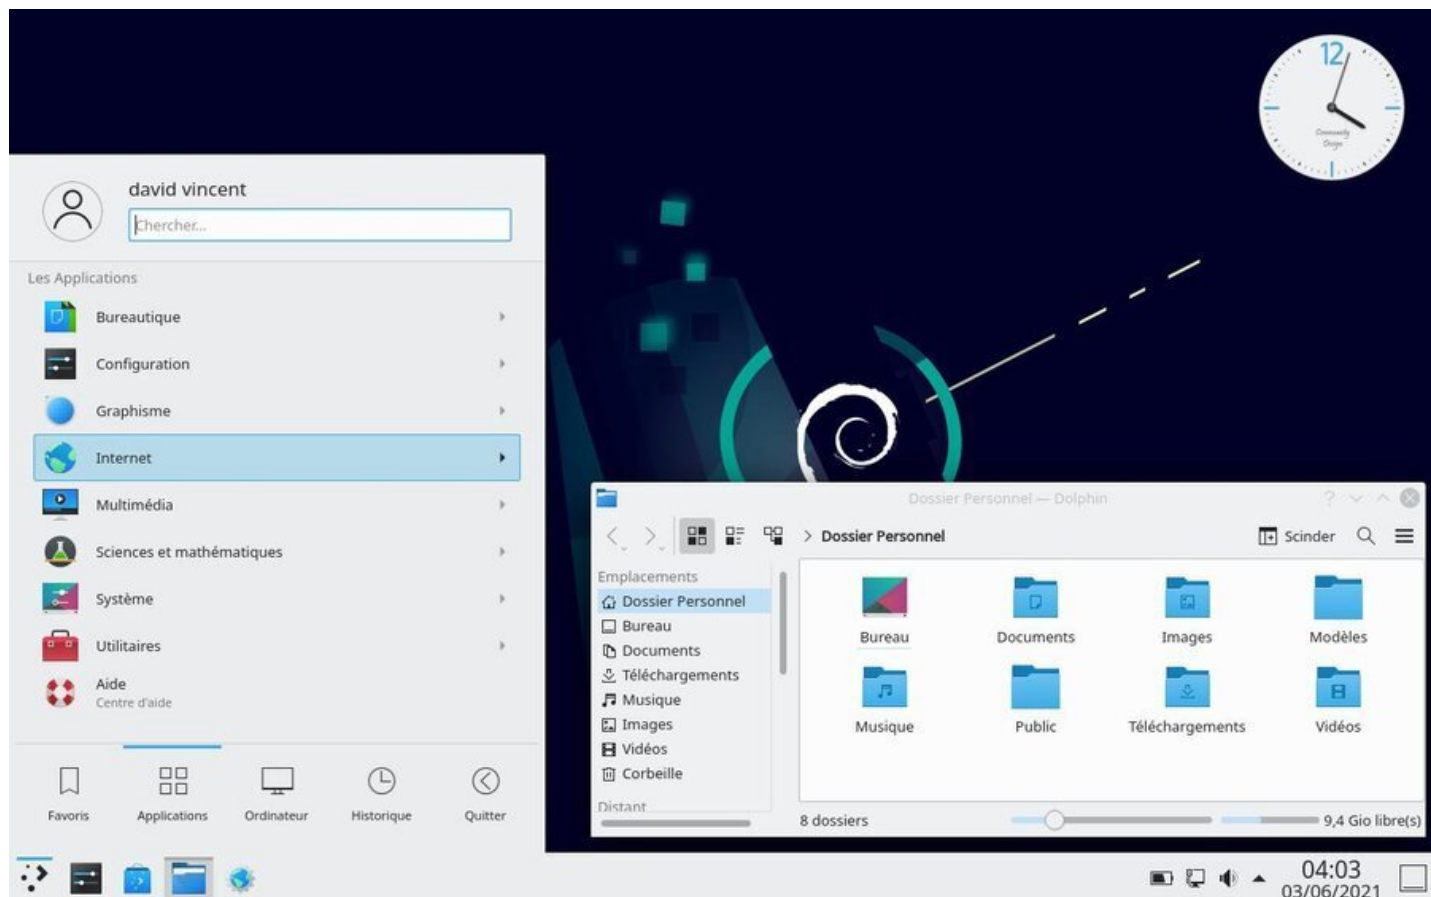 12
Community
Design
david vincent
Chercher...
Les Applications
Bureautique
Configuration
Graphisme
Internet
Multimédia
Sciences et mathématiques
Système
Utilitaires
Aide
Centre d'aide
Favoris
Applications
Ordinateur
Historique
Quitter
Dossier Personnel — Dolphin
Dossier Personnel
Scinder
Emplacements
Dossier Personnel
Bureau
Documents
Téléchargements
Musique
Images
Vidéos
Corbeille
Distant
Bureau
Documents
Images
Modèles
Musique
Public
Téléchargements
Vidéos
8 dossiers
9,4 Gio libre(s)
04:03
03/06/2021